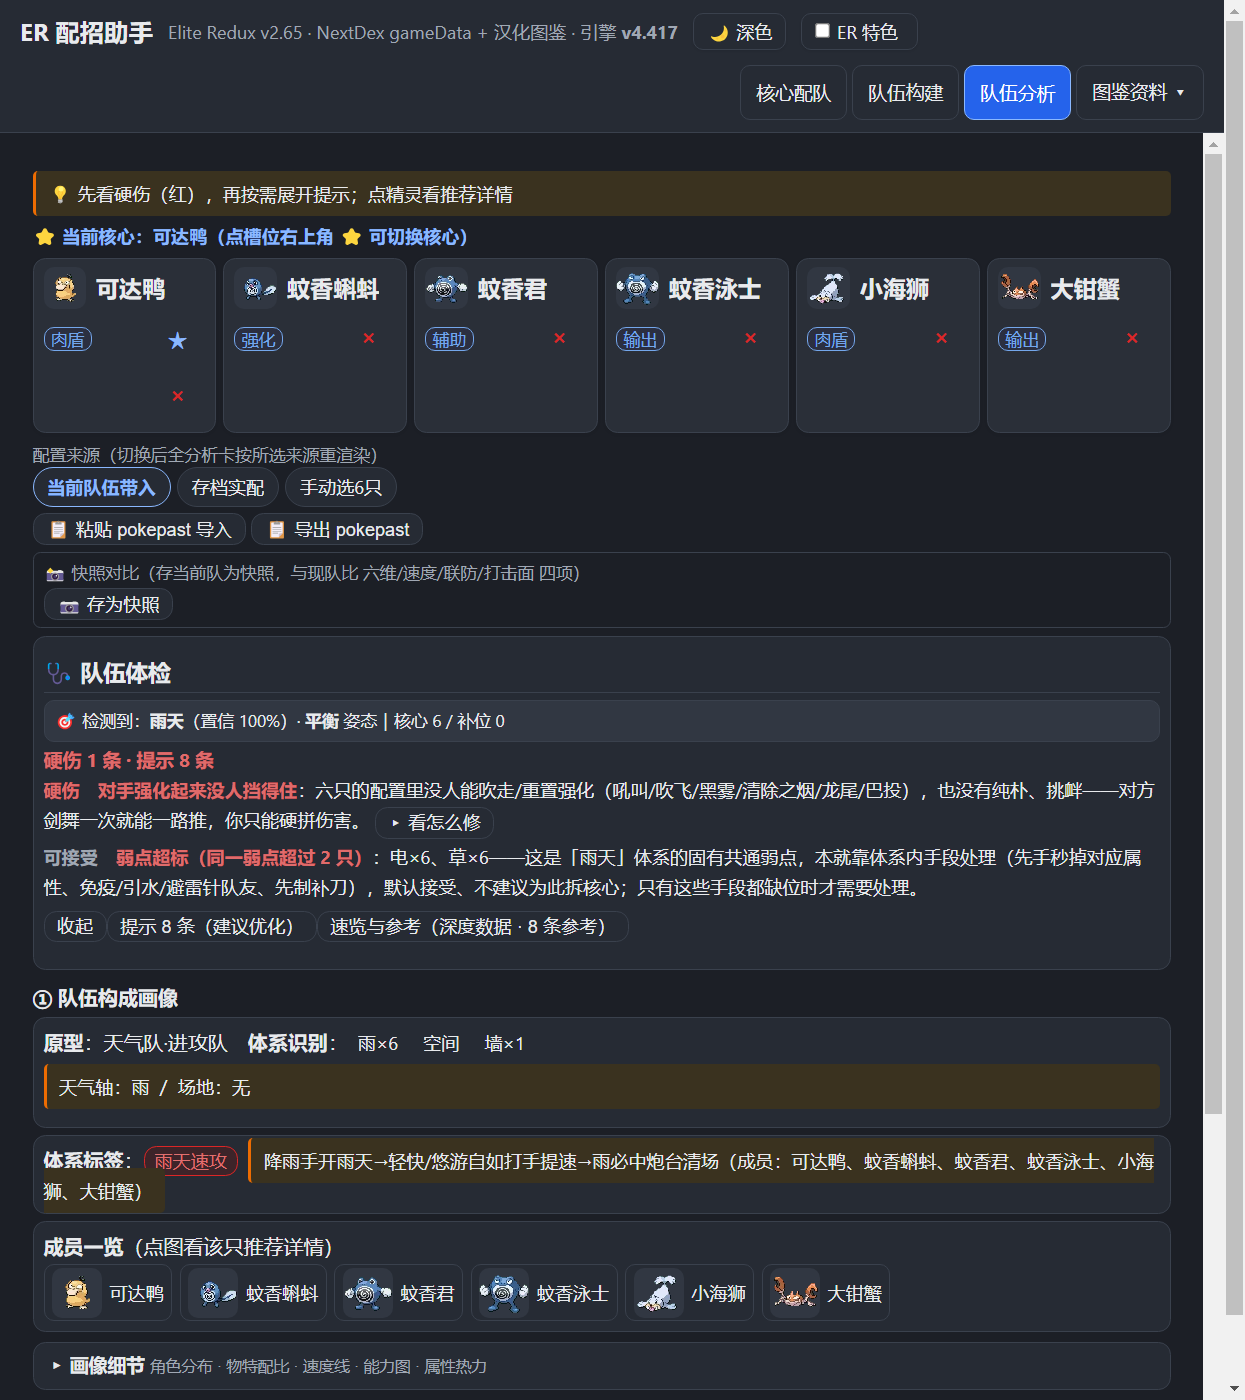 ER 配招助手 Elite Redux v2.65 · NextDex gameData + 汉化图鉴 · 引擎 v4.417 🌙 深色 ER 特色
核心配队 队伍构建 队伍分析 图鉴资料 ▾
💡 先看硬伤（红），再按需展开提示；点精灵看推荐详情
⭐ 当前核心：可达鸭（点槽位右上角 ⭐ 可切换核心）
可达鸭 蚊香蝌蚪 蚊香君 蚊香泳士 小海狮 大钳蟹
肉盾 ★ 强化 × 辅助 × 输出 × 肉盾 × 输出 ×
×
配置来源（切换后全分析卡按所选来源重渲染）
当前队伍带入 存档实配 手动选6只
📋 粘贴 pokepast 导入 📋 导出 pokepast
📸 快照对比（存当前队为快照，与现队比 六维/速度/联防/打击面 四项）
📷 存为快照
🩺 队伍体检
🎯 检测到：雨天（置信 100%）· 平衡 姿态 | 核心 6 / 补位 0
硬伤 1 条 · 提示 8 条
硬伤 对手强化起来没人挡得住：六只的配置里没人能吹走/重置强化（吼叫/吹飞/黑雾/清除之烟/龙尾/巴投），也没有纯朴、挑衅——对方
剑舞一次就能一路推，你只能硬拼伤害。 ▸ 看怎么修
可接受 弱点超标（同一弱点超过 2 只）：电×6、草×6——这是「雨天」体系的固有共通弱点，本就靠体系内手段处理（先手秒掉对应属
性、免疫/引水/避雷针队友、先制补刀），默认接受、不建议为此拆核心；只有这些手段都缺位时才需要处理。
收起 提示 8 条（建议优化） 速览与参考（深度数据 · 8 条参考）
① 队伍构成画像
原型：天气队·进攻队 体系识别： 雨×6 空间 墙×1
天气轴：雨 / 场地：无
体系标签： 雨天速攻 降雨手开雨天→轻快/悠游自如打手提速→雨必中炮台清场（成员：可达鸭、蚊香蝌蚪、蚊香君、蚊香泳士、小海
狮、大钳蟹）
成员一览（点图看该只推荐详情）
可达鸭 蚊香蝌蚪 蚊香君 蚊香泳士 小海狮 大钳蟹
▸ 画像细节 角色分布 · 物特配比 · 速度线 · 能力图 · 属性热力